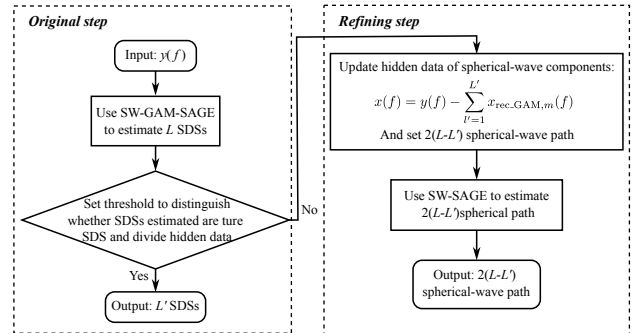 Original step
Input: y(f)
Use SW-GAM-SAGE
to estimate L SDSs
Set threshold to distinguish
whether SDSs estimated are ture
SDS and divide hidden data
No
Yes
Output: L' SDSs
Refining step
Update hidden data of spherical-wave components:
x(f) = y(f) − ∑_{l'=1}^{L'} x_{rec_GAM,m}(f)
And set 2(L-L') spherical-wave path
Use SW-SAGE to estimate
2(L-L')spherical path
Output: 2(L-L')
spherical-wave path